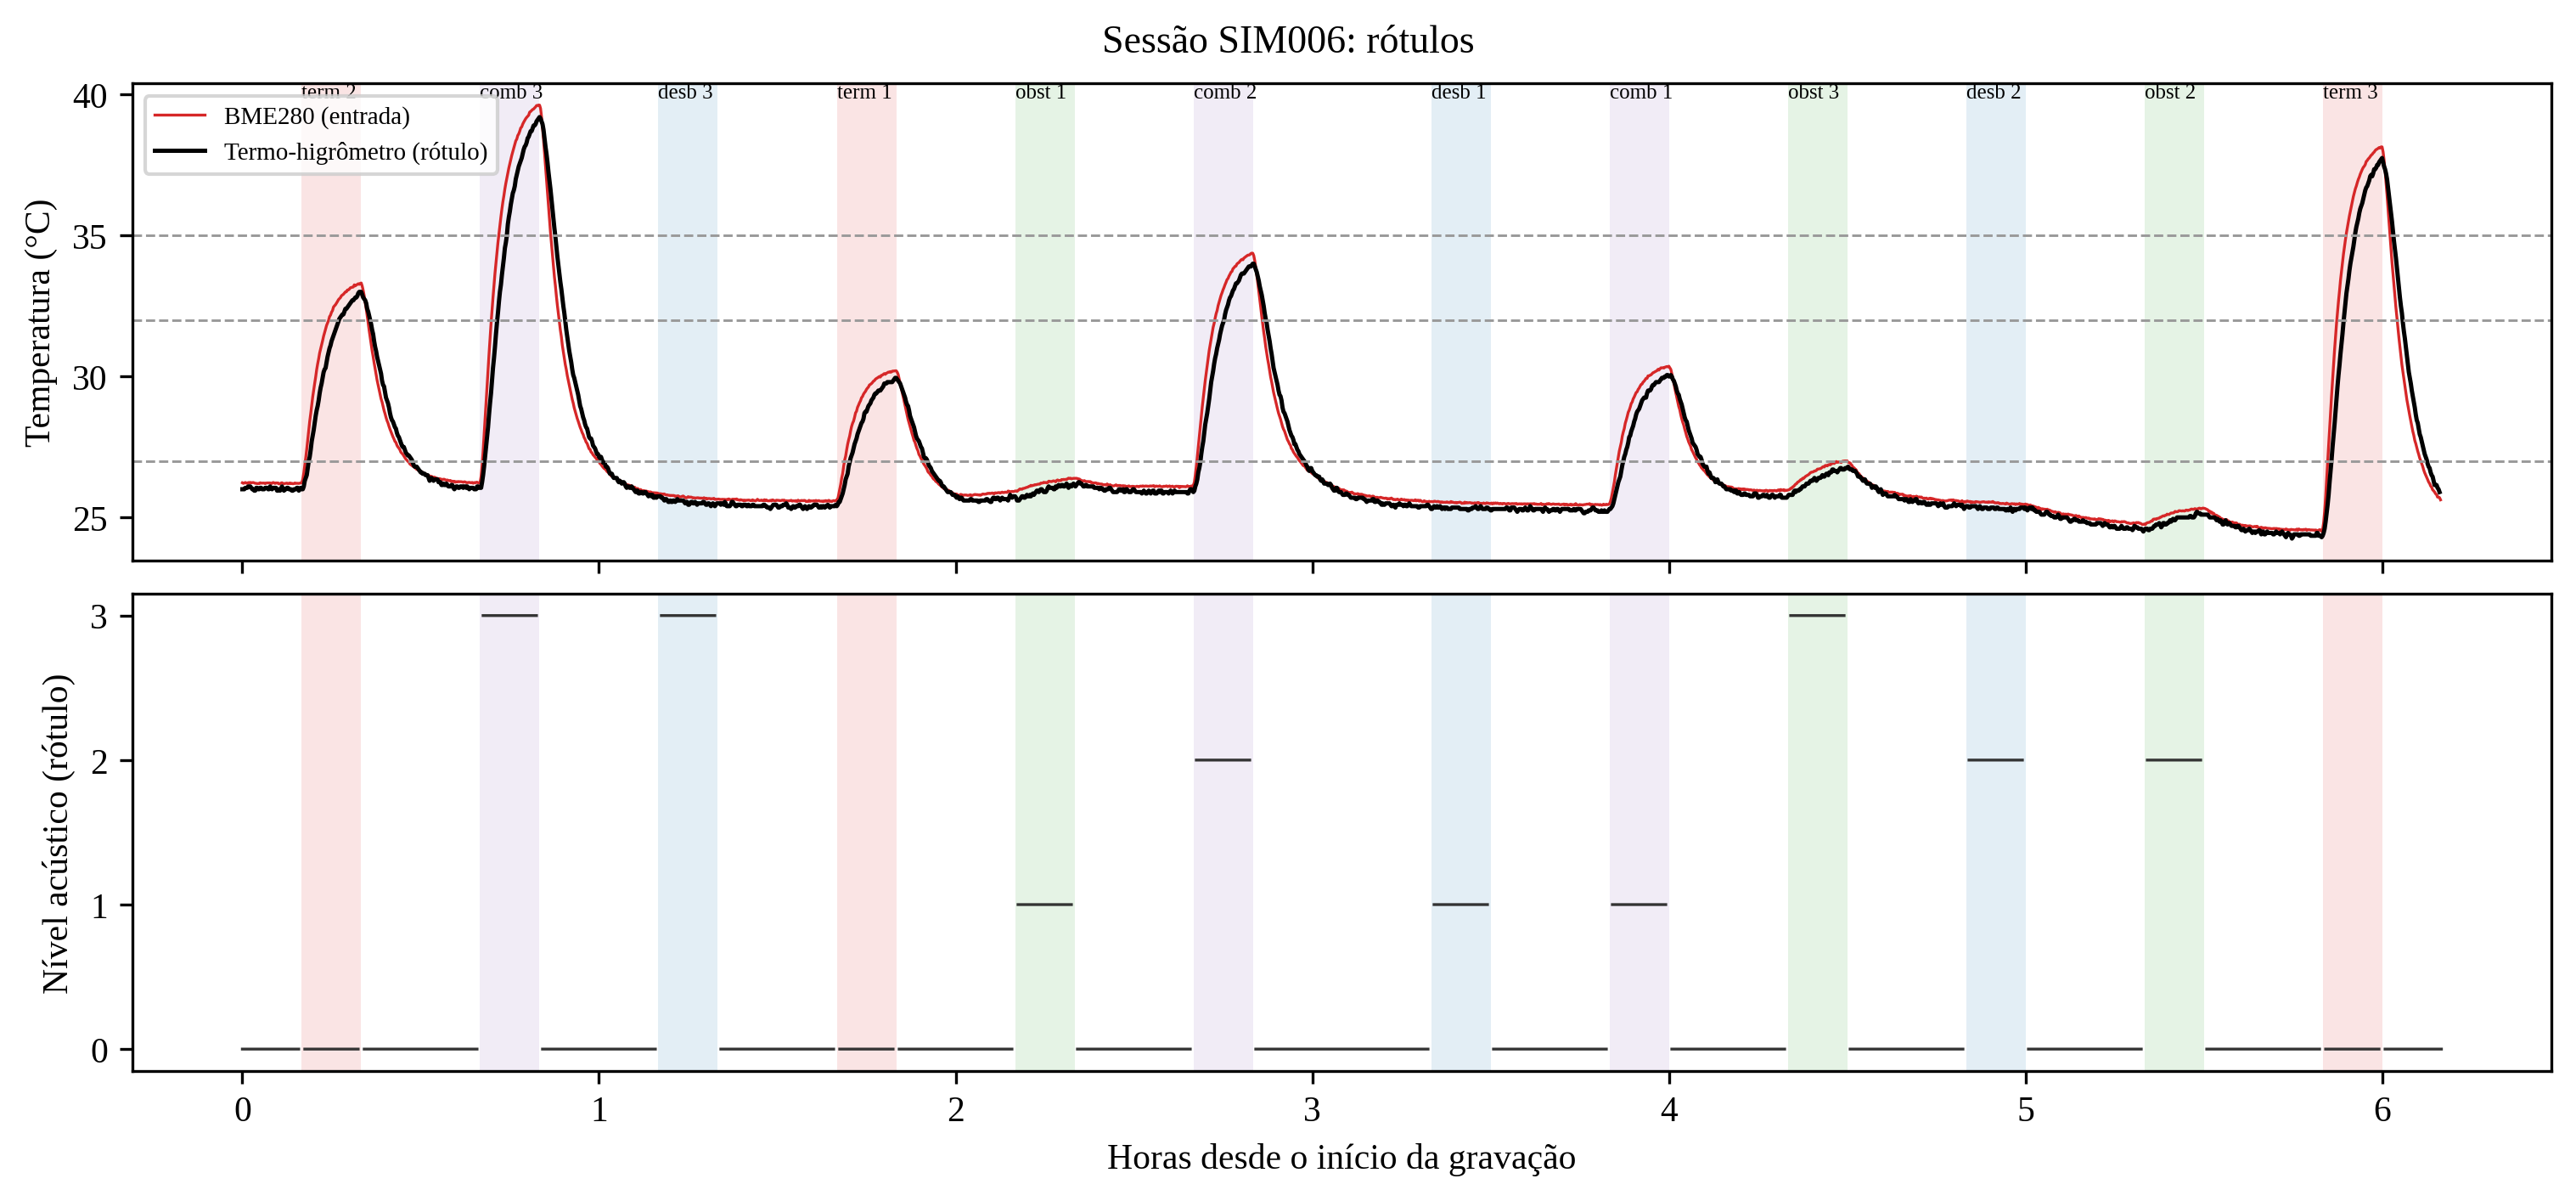 Sessão SIM006: rótulos
term 2
comb 3
desb 3
term 1
obst 1
comb 2
desb 1
comb 1
obst 3
desb 2
obst 2
term 3
BME280 (entrada)
Termo-higrômetro (rótulo)
Temperatura (°C)
40
35
30
25
Nível acústico (rótulo)
3
2
1
0
0
1
2
3
4
5
6
Horas desde o início da gravação